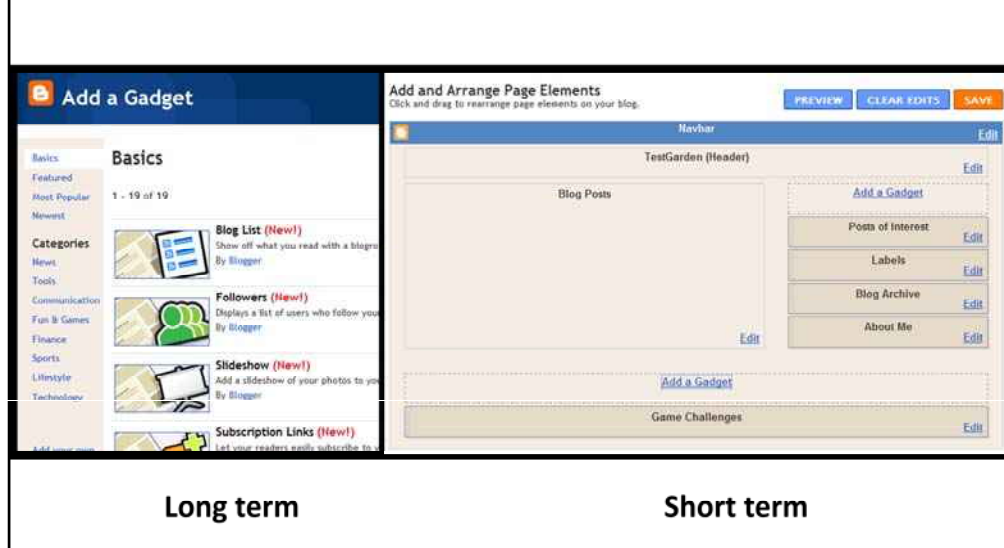 Add a Gadget
Basics
Featured
Most Popular
Newest
Categories
News
Tools
Communication
Fun & Games
Finance
Sports
Lifestyle
Technology
Add your own
Basics
1 - 19 of 19
Blog List (New!)
Show off what you read with a blogro
By Blogger
Followers (New!)
Displays a list of users who follow your
By Blogger
Slideshow (New!)
Add a slideshow of your photos to you
By Blogger
Subscription Links (New!)
Let your readers easily subscribe to
Add and Arrange Page Elements
Click and drag to rearrange page elements on your blog.
PREVIEW CLEAR EDITS SAVE
Navbar
Edit
TestGarden (Header)
Edit
Blog Posts
Edit
Add a Gadget
Posts of Interest
Edit
Labels
Edit
Blog Archive
Edit
About Me
Edit
Add a Gadget
Game Challenges
Edit
Long term
Short term